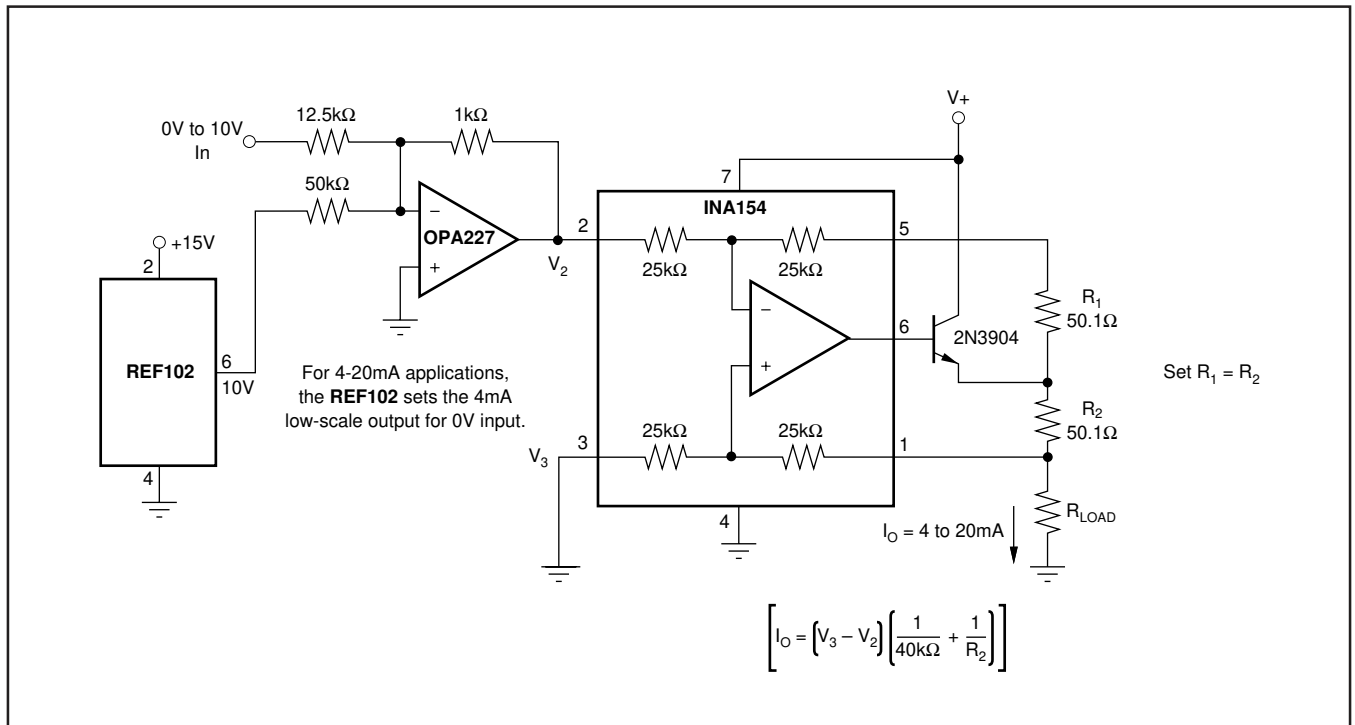 V+
12.5kΩ
1kΩ
0V to 10V
In
50kΩ
7
INA154
2
5
−
OPA227
+
V2
25kΩ
25kΩ
R1
50.1Ω
+15V
2
−
6
2N3904
+
REF102
6
10V
For 4-20mA applications,
the REF102 sets the 4mA
low-scale output for 0V input.
Set R1 = R2
R2
50.1Ω
25kΩ
25kΩ
V3
3
1
4
4
RLOAD
IO = 4 to 20mA
[IO = (V3 – V2) (1/40kΩ + 1/R2)]